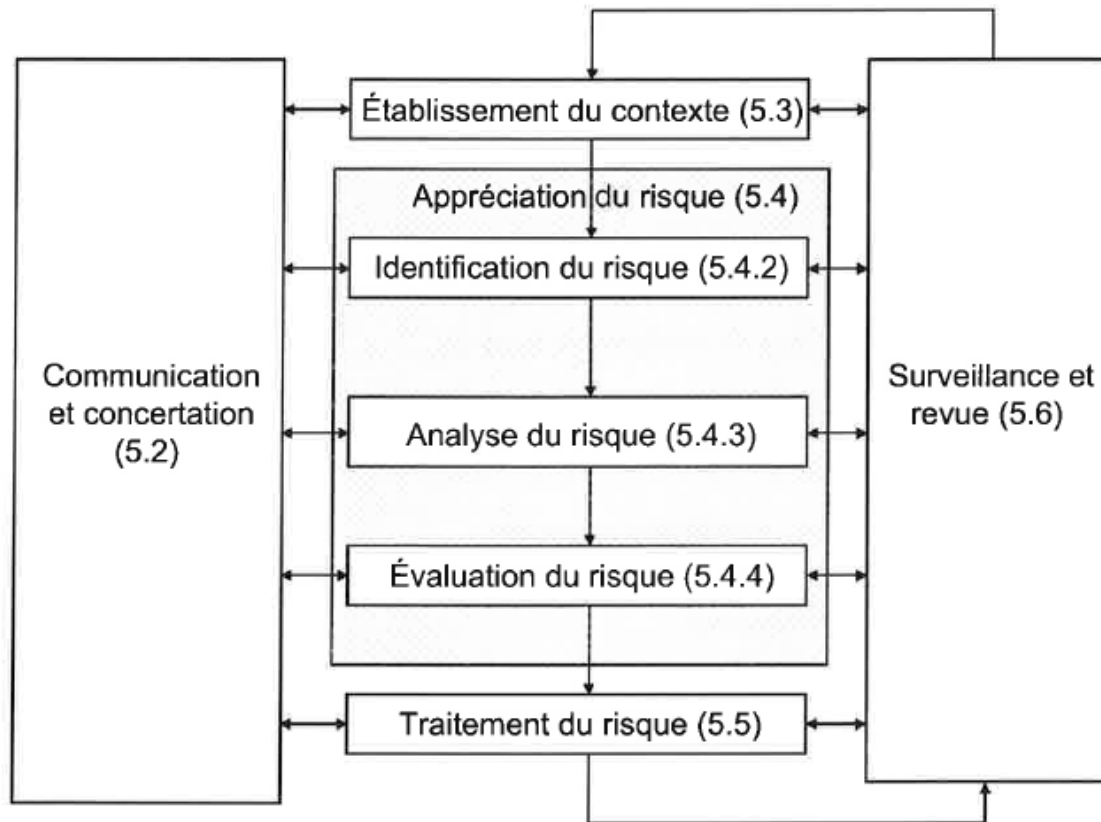 Établissement du contexte (5.3)
Appréciation du risque (5.4)
Identification du risque (5.4.2)
Communication
et concertation
(5.2)
Surveillance et
revue (5.6)
Analyse du risque (5.4.3)
Évaluation du risque (5.4.4)
Traitement du risque (5.5)